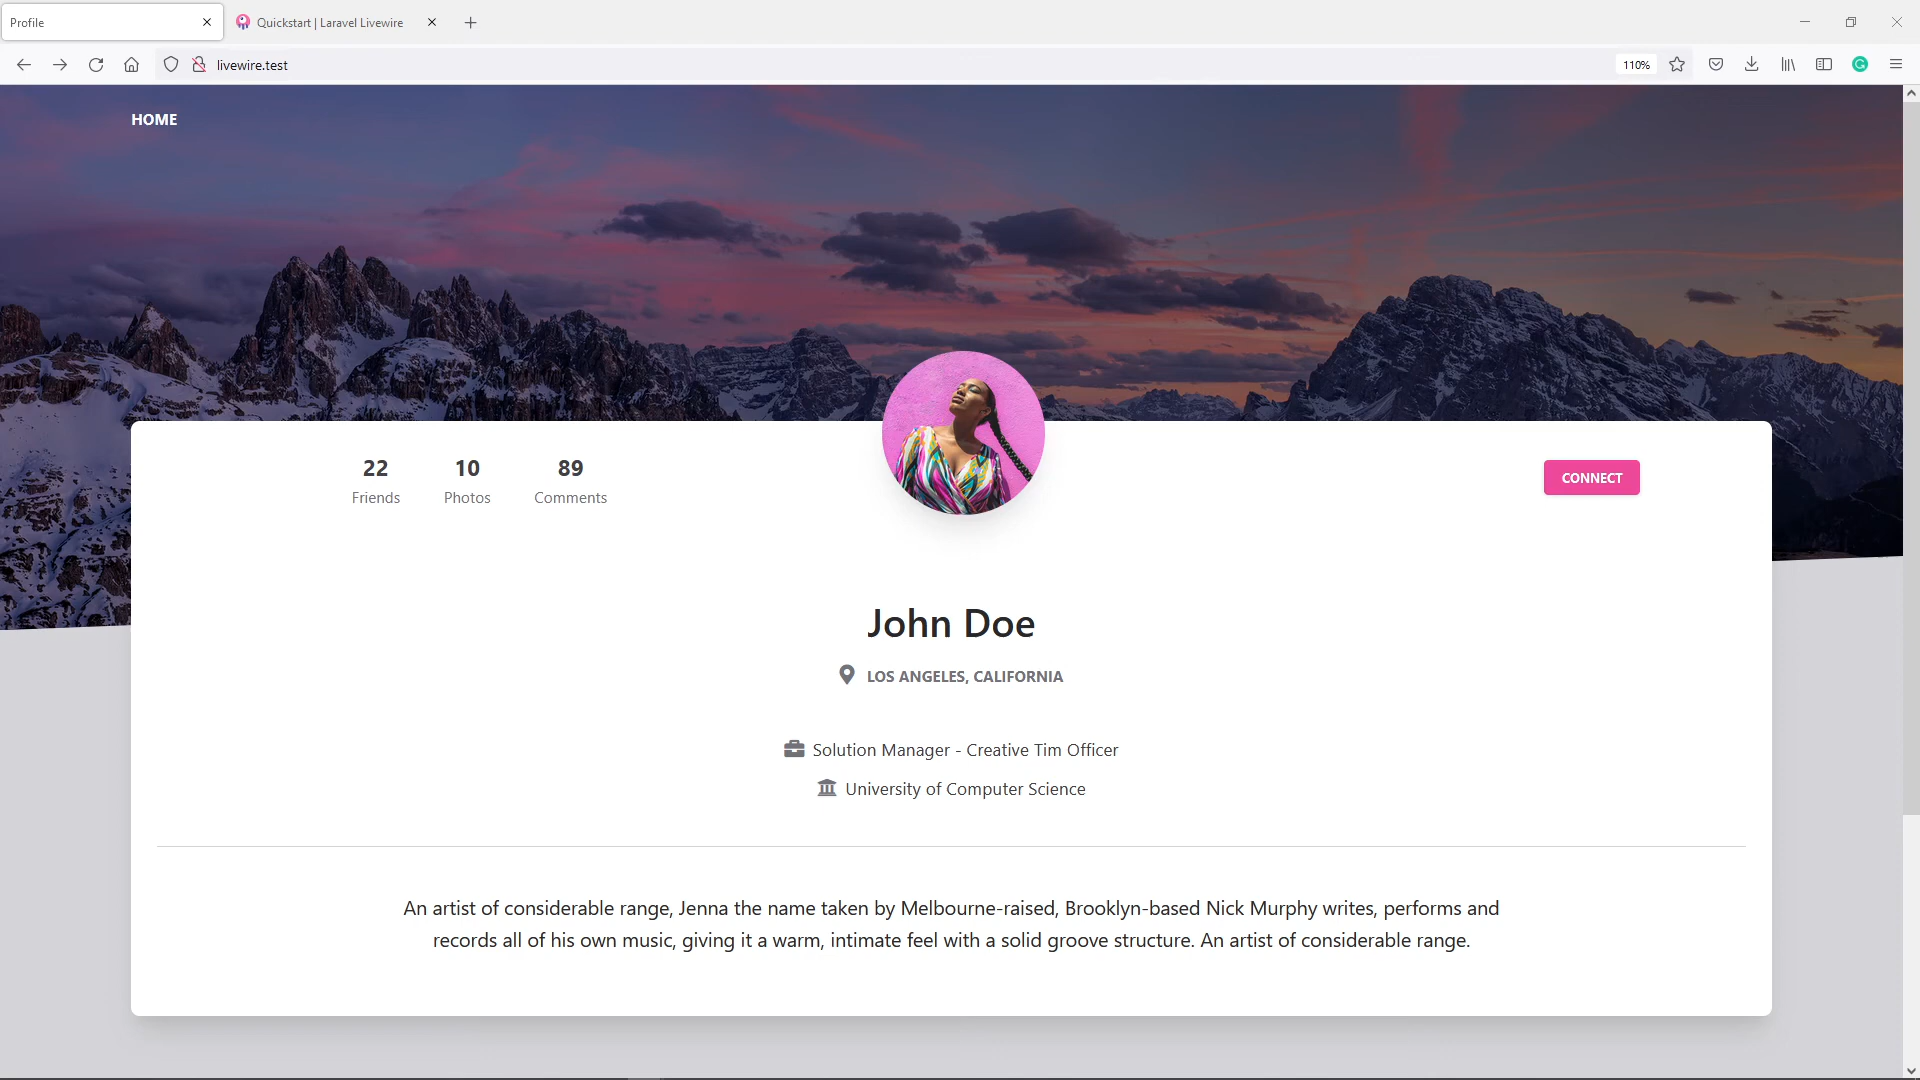 Profile
Quickstart | Laravel Livewire
livewire.test
110%
HOME
22
10
89
Friends
Photos
Comments
CONNECT
John Doe
LOS ANGELES, CALIFORNIA
Solution Manager - Creative Tim Officer
University of Computer Science
An artist of considerable range, Jenna the name taken by Melbourne-raised, Brooklyn-based Nick Murphy writes, performs and
records all of his own music, giving it a warm, intimate feel with a solid groove structure. An artist of considerable range.